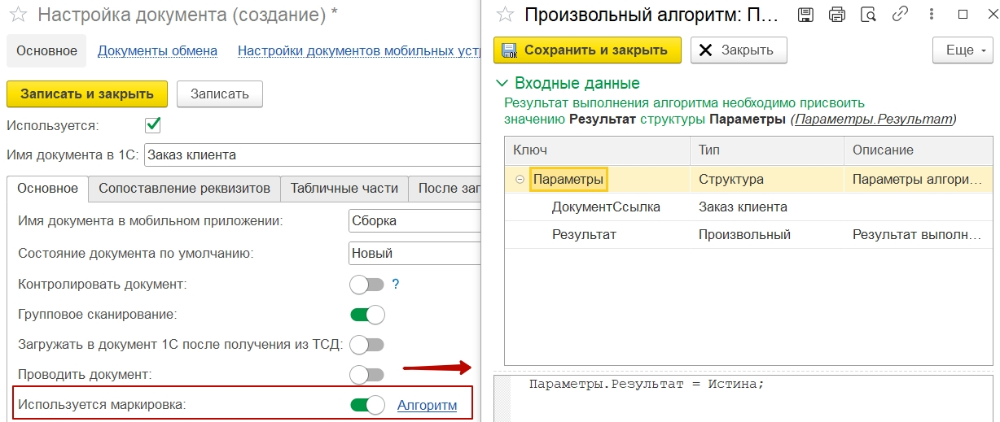 Настройка документа (создание) *
Основное Документы обмена Настройки документов мобильных уст
Записать и закрыть Записать
Используется:
Имя документа в 1С: Заказ клиента
Основное Сопоставление реквизитов Табличные части После заг
Имя документа в мобильном приложении: Сборка
Состояние документа по умолчанию: Новый
Контролировать документ: ?
Групповое сканирование:
Загружать в документ 1С после получения из ТСД:
Проводить документ:
Используется маркировка: Алгоритм
Произвольный алгоритм: П...
Сохранить и закрыть Закрыть Еще
Входные данные
Результат выполнения алгоритма необходимо присвоить
значению Результат структуры Параметры (Параметры.Результат)
Ключ Тип Описание
Параметры Структура Параметры алгори...
ДокументСсылка Заказ клиента
Результат Произвольный Результат выполн...
Параметры.Результат = Истина;